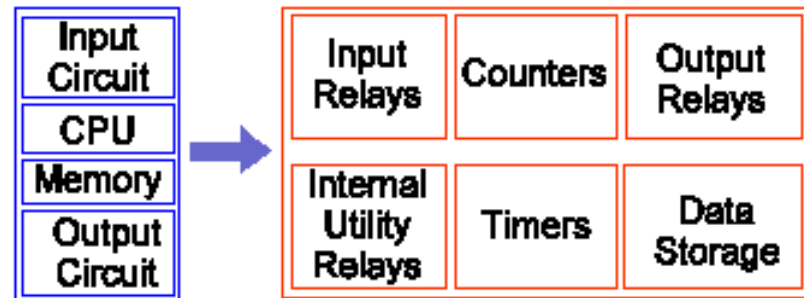 Input
Circuit
CPU
Memory
Output
Circuit
Input
Relays
Counters
Output
Relays
Internal
Utility
Relays
Timers
Data
Storage